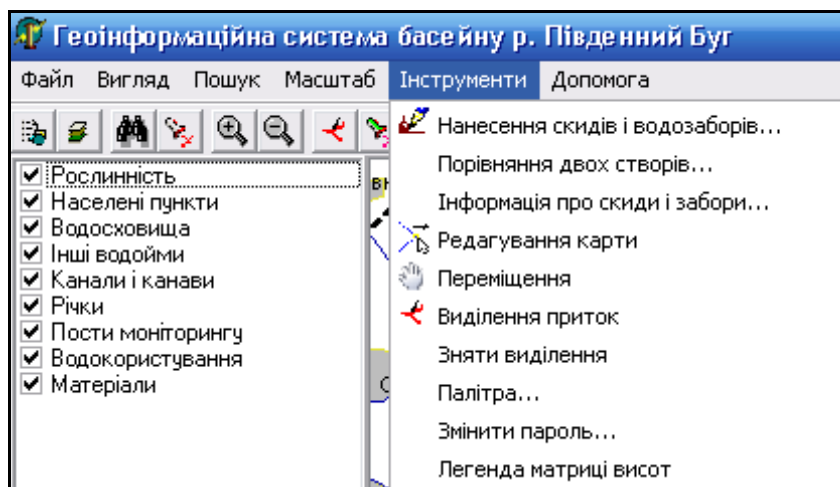 Геоінформаційна система басейну р. Південний Буг
Файл Вигляд Пошук Масштаб Інструменти Допомога
Рослинність
Населені пункти
Водосховища
Інші водойми
Канали і канави
Річки
Пости моніторингу
Водокористування
Матеріали
Нанесення скидів і водозаборів...
Порівняння двох створів...
Інформація про скиди і забори...
Редагування карти
Переміщення
Виділення приток
Зняти виділення
Палітра...
Змінити пароль...
Легенда матриці висот